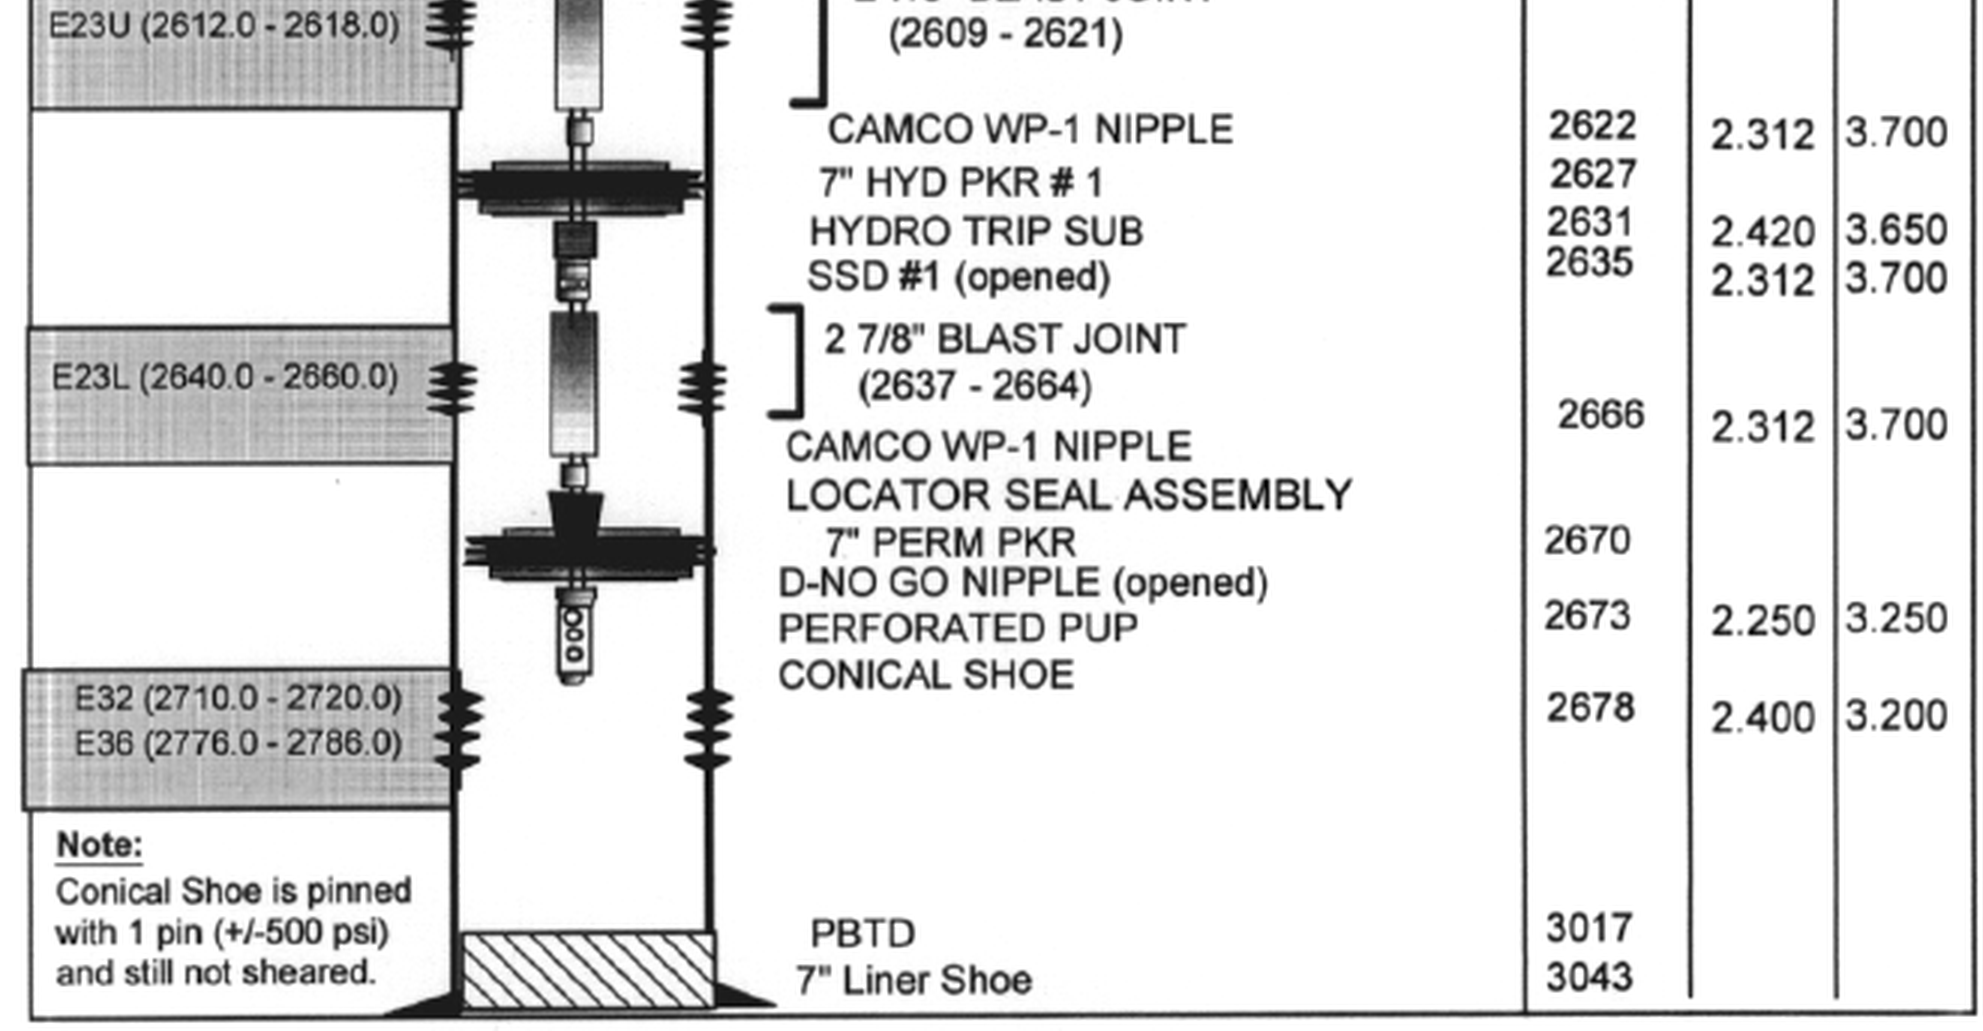 E23U (2612.0 - 2618.0)
(2609 - 2621)
CAMCO WP-1 NIPPLE 2622 2.312 3.700
7" HYD PKR # 1 2627
HYDRO TRIP SUB 2631 2.420 3.650
SSD #1 (opened) 2635 2.312 3.700
2 7/8" BLAST JOINT
E23L (2640.0 - 2660.0)
(2637 - 2664)
2666 2.312 3.700
CAMCO WP-1 NIPPLE
LOCATOR SEAL ASSEMBLY
7" PERM PKR 2670
D-NO GO NIPPLE (opened)
PERFORATED PUP 2673 2.250 3.250
CONICAL SHOE
E32 (2710.0 - 2720.0) 2678 2.400 3.200
E36 (2776.0 - 2786.0)
Note:
Conical Shoe is pinned
with 1 pin (+/-500 psi)
and still not sheared.
PBTD 3017
7" Liner Shoe 3043